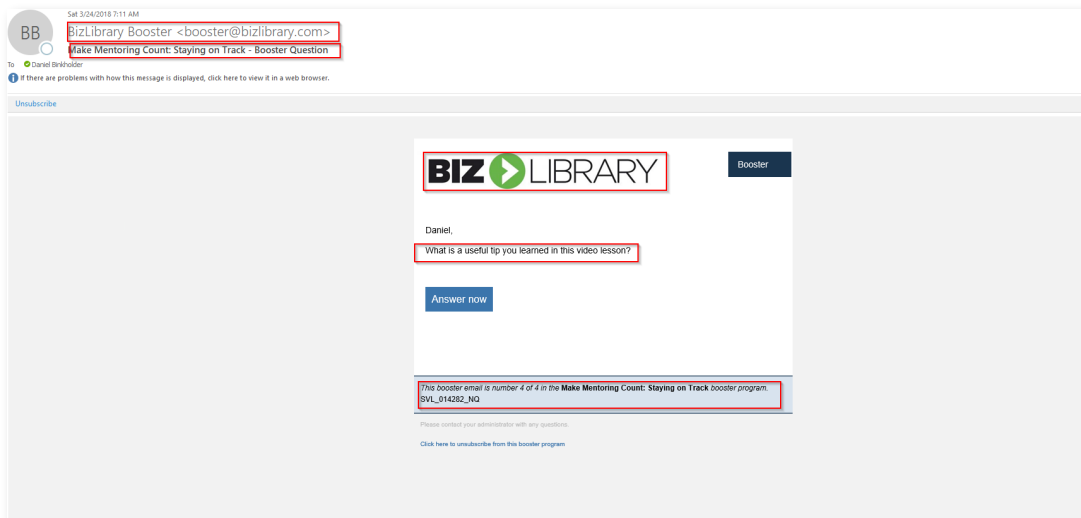 Sat 3/24/2018 7:11 AM
BB
BizLibrary Booster <booster@bizlibrary.com>
Make Mentoring Count: Staying on Track - Booster Question
To Daniel Binkholder
If there are problems with how this message is displayed, click here to view it in a web browser.
Unsubscribe
BIZ LIBRARY
Booster
Daniel,
What is a useful tip you learned in this video lesson?
Answer now
This booster email is number 4 of 4 in the Make Mentoring Count: Staying on Track booster program.
SVL_014282_NQ
Please contact your administrator with any questions.
Click here to unsubscribe from this booster program